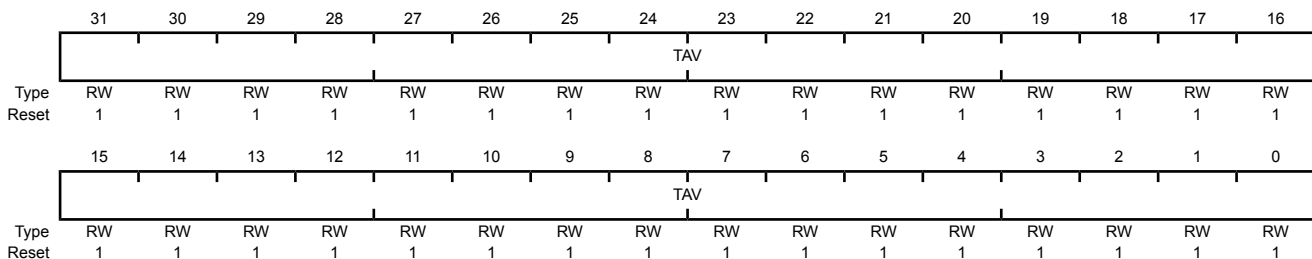 31 30 29 28 27 26 25 24 23 22 21 20 19 18 17 16
TAV
Type RW RW RW RW RW RW RW RW RW RW RW RW RW RW RW RW
Reset 1 1 1 1 1 1 1 1 1 1 1 1 1 1 1 1
15 14 13 12 11 10 9 8 7 6 5 4 3 2 1 0
TAV
Type RW RW RW RW RW RW RW RW RW RW RW RW RW RW RW RW
Reset 1 1 1 1 1 1 1 1 1 1 1 1 1 1 1 1